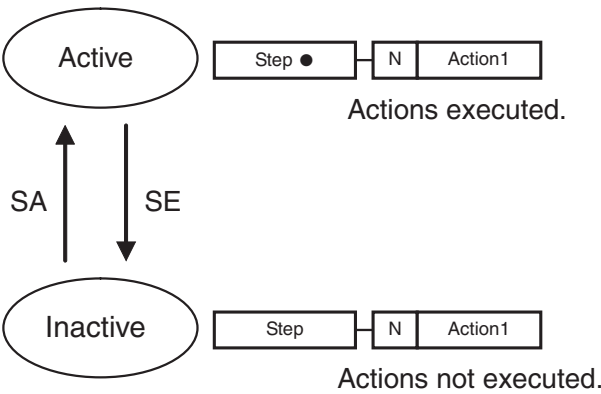 Active
Step ● N Action1
Actions executed.
SA SE
Inactive
Step N Action1
Actions not executed.